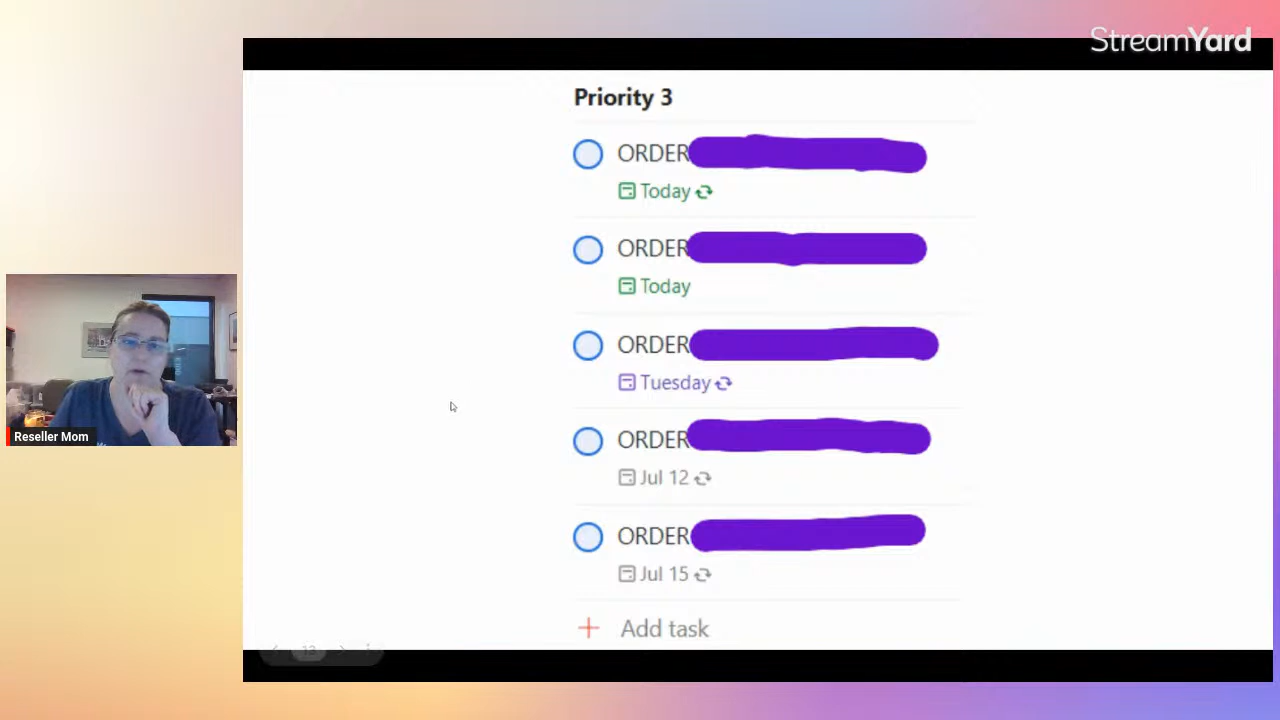 StreamYard
Priority 3
ORDER
Today
ORDER
Today
ORDER
Tuesday
ORDER
Jul 12
ORDER
Jul 15
Add task
Reseller Mom
13